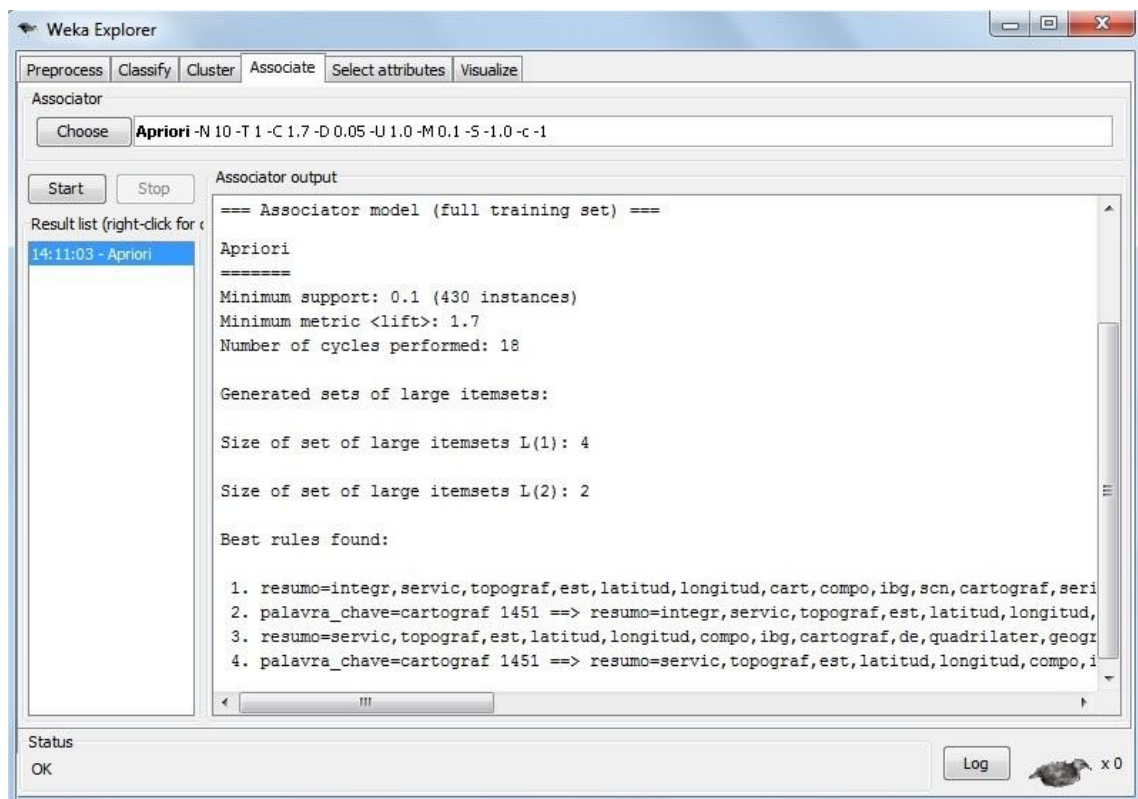 Weka Explorer
Preprocess Classify Cluster Associate Select attributes Visualize
Associator
Choose Apriori -N 10 -T 1 -C 1.7 -D 0.05 -U 1.0 -M 0.1 -S -1.0 -c -1
Start Stop
Result list (right-click for
14:11:03 - Apriori
Associator output
=== Associator model (full training set) ===
Apriori
=======
Minimum support: 0.1 (430 instances)
Minimum metric <lift>: 1.7
Number of cycles performed: 18
Generated sets of large itemsets:
Size of set of large itemsets L(1): 4
Size of set of large itemsets L(2): 2
Best rules found:
1. resumo=integr,servic,topograf,est,latitud,longitud,cart,compo,ibg,scn,cartograf,seri
2. palavra_chave=cartograf 1451 ==> resumo=integr,servic,topograf,est,latitud,longitud,
3. resumo=servic,topograf,est,latitud,longitud,compo,ibg,cartograf,de,quadrilater,geogr
4. palavra_chave=cartograf 1451 ==> resumo=servic,topograf,est,latitud,longitud,compo,i
Status
OK
Log
x 0